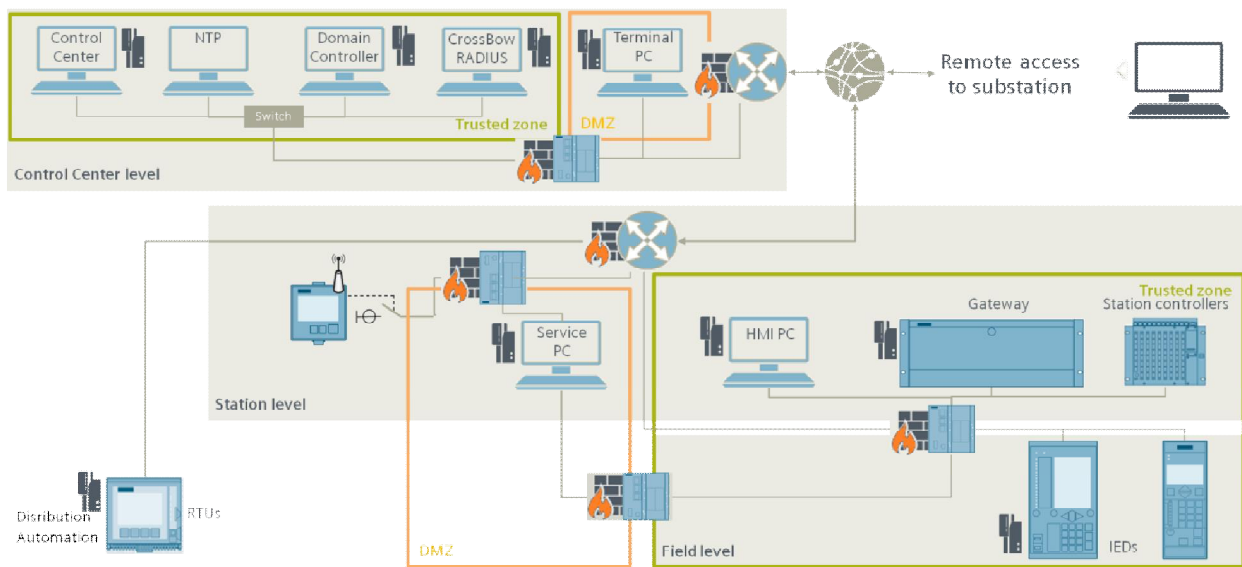 Control
Center
NTP
Domain
Controller
CrossBow
RADIUS
Terminal
PC
Switch
Trusted zone
DMZ
Control Center level
Remote access
to substation
Trusted zone
Gateway
Station controllers
Service
PC
HMI PC
Station level
Disribution
Automation
RTUs
DMZ
Field level
IEDs